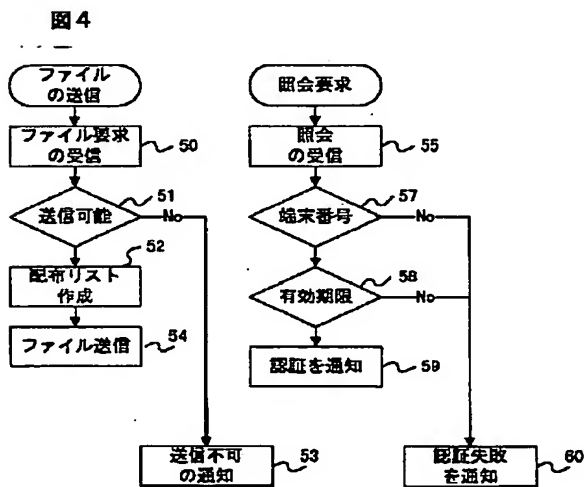 図4
ファイル
の送信
ファイル要求
の受信
50
送信可能
51
No
52
配布リスト
作成
ファイル送信
54
送信不可
の通知
53
照会要求
照会
の受信
55
端末番号
57
No
有効期限
58
No
認証を通知
59
認証失敗
を通知
60